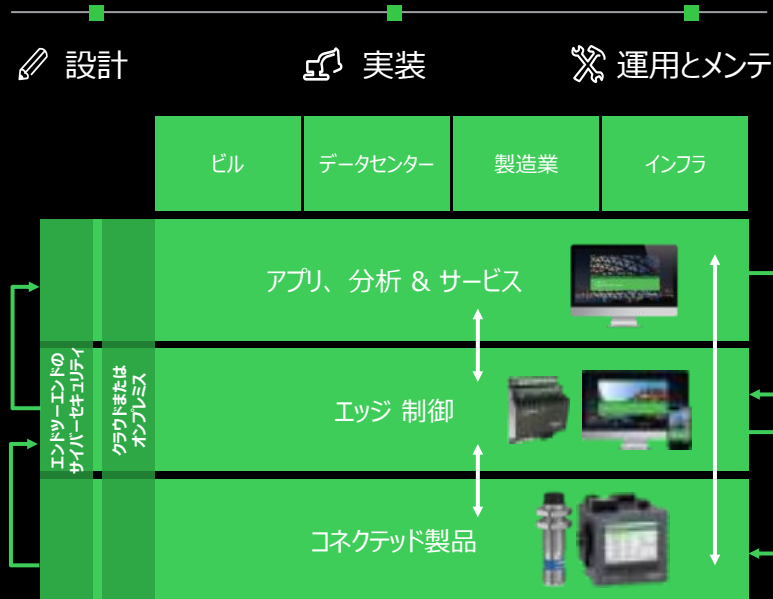 設計
実装
運用とメンテ
ビル
データセンター
製造業
インフラ
アプリ、分析 & サービス
エンドツーエンドの
サイバーセキュリティ
クラウドまたは
オンプレミス
エッジ 制御
コネクテッド製品